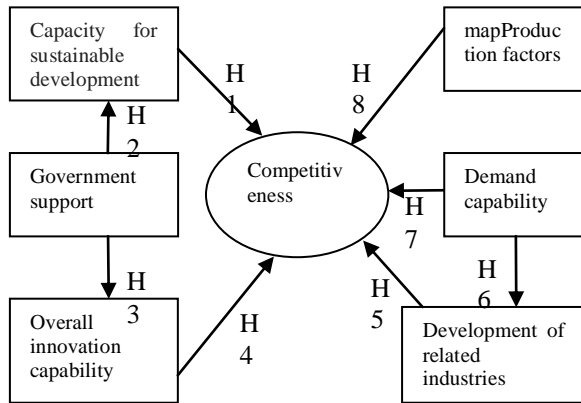 Capacity for
sustainable
development
mapProduc
tion factors
H
1
H
8
H
2
Government
support
Competitiv
eness
Demand
capability
H
7
H
3
H
4
H
5
H
6
Overall
innovation
capability
Development of
related
industries